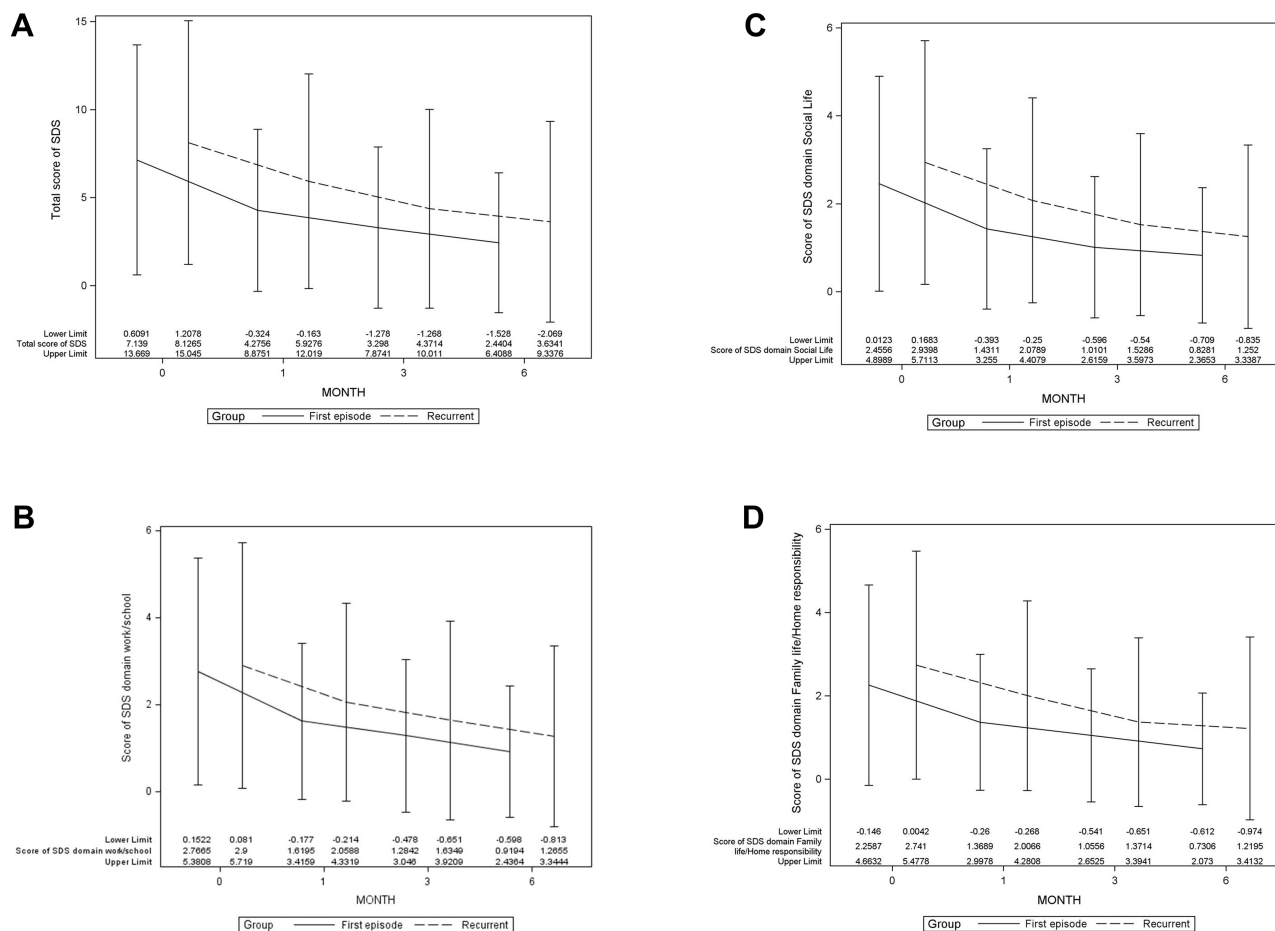 A
Total score of SDS
15
10
5
0
Lower Limit 0.6091 1.2078 -0.324 -0.163 -1.278 -1.268 -1.528 -2.069
Total score of SDS 7.139 8.1265 4.2756 5.9276 3.298 4.3714 2.4404 3.6341
Upper Limit 13.669 15.045 8.8751 12.019 7.8741 10.011 6.4088 9.3376
0 1 3 6
MONTH
Group First episode Recurrent
C
Score of SDS domain Social Life
6
4
2
0
Lower Limit 0.0123 0.1683 -0.393 -0.25 -0.596 -0.54 -0.709 -0.835
Score of SDS domain Social Life 2.4556 2.9398 1.4311 2.0789 1.0101 1.5286 0.8281 1.252
Upper Limit 4.8989 5.7113 3.255 4.4079 2.6159 3.5973 2.3653 3.3387
0 1 3 6
MONTH
Group First episode Recurrent
B
Score of SDS domain work/school
6
4
2
0
Lower Limit 0.1522 0.081 -0.177 -0.214 -0.478 -0.651 -0.598 -0.813
Score of SDS domain work/school 2.7665 2.9 1.6195 2.0588 1.2842 1.6349 0.9194 1.2655
Upper Limit 5.3808 5.719 3.4159 4.3319 3.046 3.9209 2.4364 3.3444
0 1 3 6
MONTH
Group First episode Recurrent
D
Score of SDS domain Family life/Home responsibility
6
4
2
0
Lower Limit -0.146 0.0042 -0.26 -0.268 -0.541 -0.651 -0.612 -0.974
Score of SDS domain Family
life/Home responsibility 2.2587 2.741 1.3689 2.0066 1.0556 1.3714 0.7306 1.2195
Upper Limit 4.6632 5.4778 2.9978 4.2808 2.6525 3.3941 2.073 3.4132
0 1 3 6
MONTH
Group First episode Recurrent